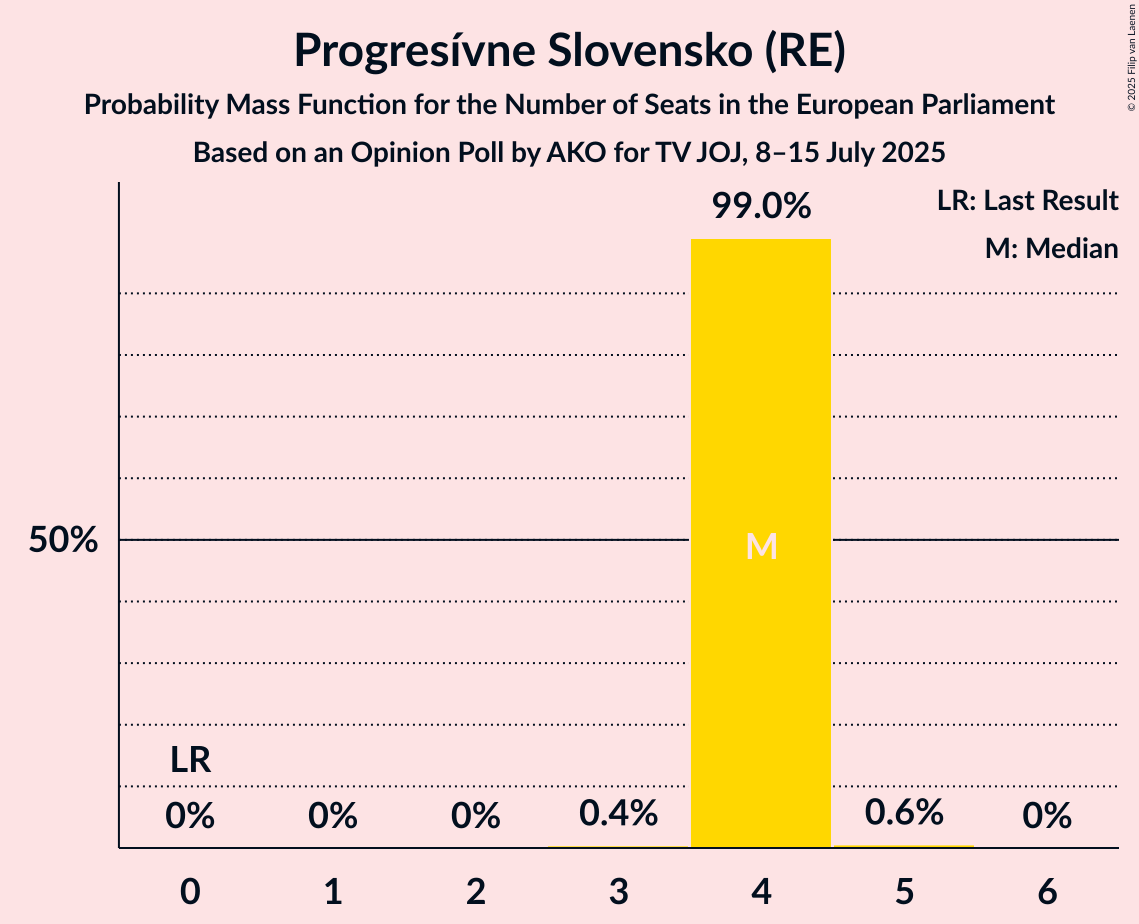 Progresívne Slovensko (RE)
Probability Mass Function for the Number of Seats in the European Parliament
Based on an Opinion Poll by AKO for TV JOJ, 8–15 July 2025
© 2025 Filip van Laenen
LR: Last Result
M: Median
99.0%
50%
M
LR
0%
0%
0%
0.4%
0.6%
0%
0
1
2
3
4
5
6